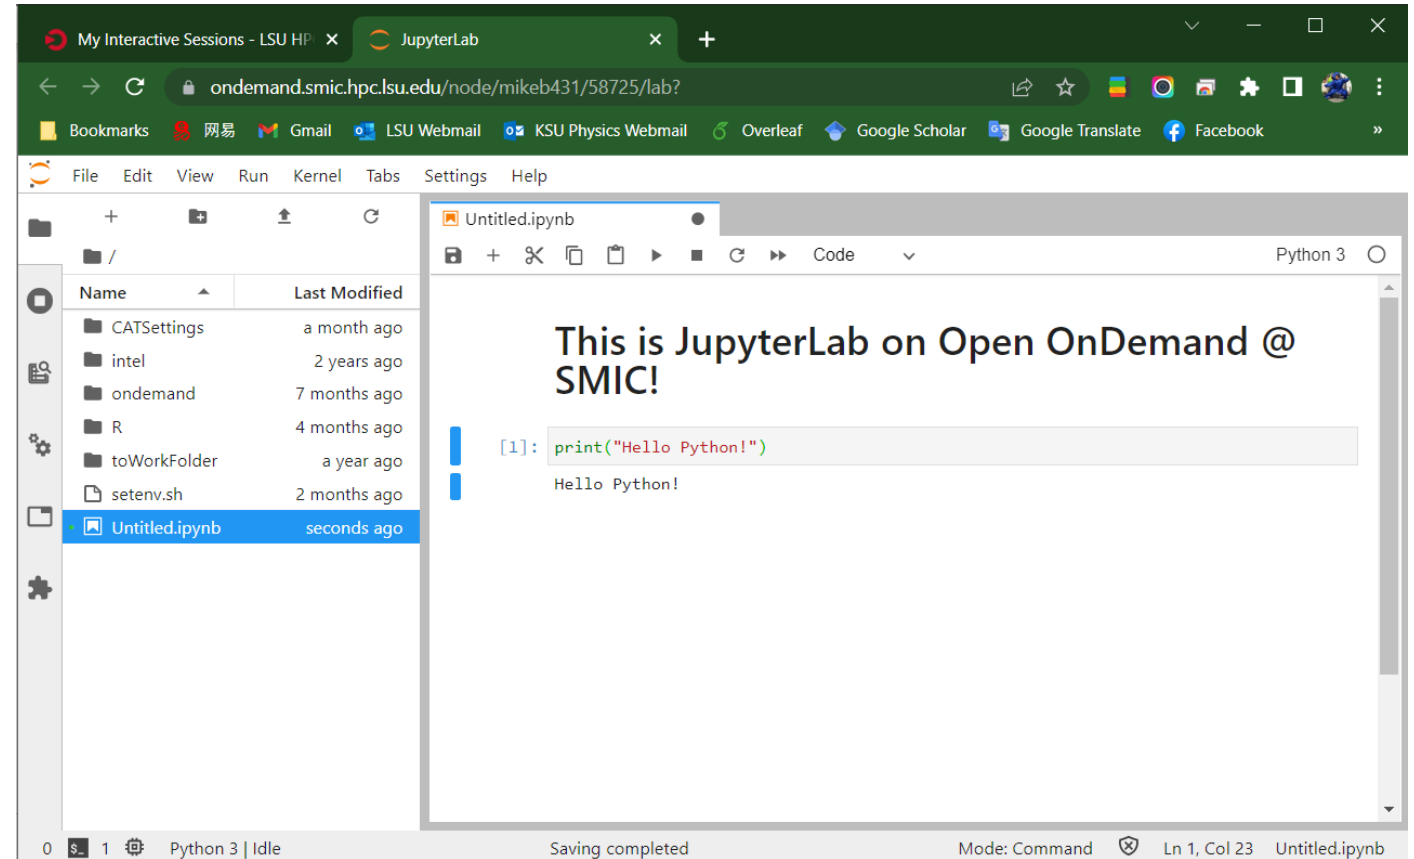 My Interactive Sessions - LSU HP
JupyterLab
ondemand.smic.hpc.lsu.edu/node/mikeb431/58725/lab?
Bookmarks 网易 Gmail LSU Webmail KSU Physics Webmail Overleaf Google Scholar Google Translate Facebook »
File Edit View Run Kernel Tabs Settings Help
Untitled.ipynb
/
Code Python 3
Name Last Modified
CATSettings a month ago
intel 2 years ago
ondemand 7 months ago
R 4 months ago
toWorkFolder a year ago
setenv.sh 2 months ago
Untitled.ipynb seconds ago
This is JupyterLab on Open OnDemand @
SMIC!
[1]: print("Hello Python!")
Hello Python!
0 $_ 1 Python 3 | Idle Saving completed Mode: Command Ln 1, Col 23 Untitled.ipynb